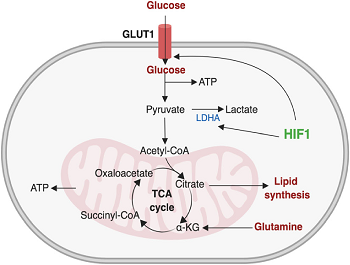 Glucose
GLUT1
Glucose
ATP
Pyruvate
Lactate
LDHA
HIF1
Acetyl-CoA
Oxaloacetate
Citrate
Lipid
synthesis
ATP
TCA
cycle
Succinyl-CoA
α-KG
Glutamine